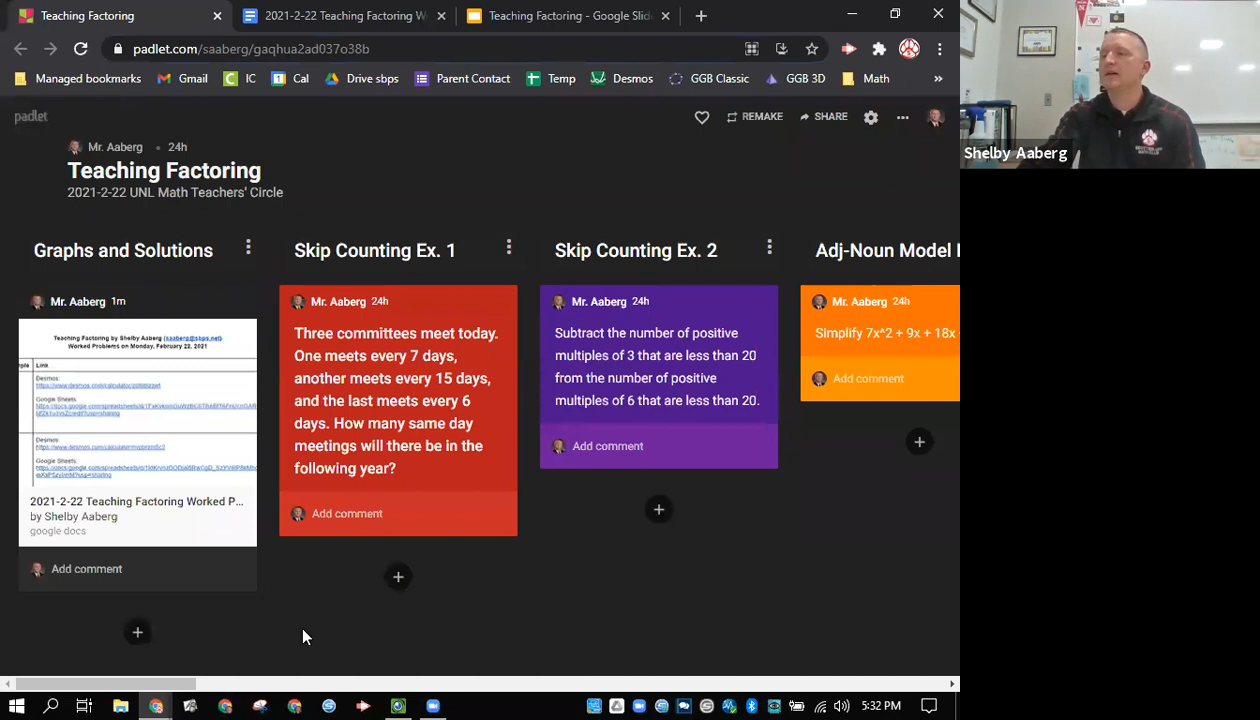 Teaching Factoring
2021-2-22 Teaching Factoring W
Teaching Factoring - Google Slid
padlet.com/saaberg/gaqhua2ad037o38b
Managed bookmarks
Gmail
IC
Cal
Drive sbps
Parent Contact
Temp
Desmos
GGB Classic
GGB 3D
Math
»
padlet
REMAKE
SHARE
Mr. Aaberg • 24h
Teaching Factoring
2021-2-22 UNL Math Teachers' Circle
Graphs and Solutions
Mr. Aaberg 1m
Teaching Factoring by Shelby Aaberg (saaberg@sbps.net)
Worked Problems on Monday, February 22, 2021
Link
Desmos:
Google Sheets:
Desmos:
Google Sheets:
2021-2-22 Teaching Factoring Worked P...
by Shelby Aaberg
google docs
Add comment
Skip Counting Ex. 1
Mr. Aaberg 24h
Three committees meet today.
One meets every 7 days,
another meets every 15 days,
and the last meets every 6
days. How many same day
meetings will there be in the
following year?
Add comment
Skip Counting Ex. 2
Mr. Aaberg 24h
Subtract the number of positive
multiples of 3 that are less than 20
from the number of positive
multiples of 6 that are less than 20.
Add comment
Adj-Noun Model
Mr. Aaberg 24h
Simplify 7x^2 + 9x + 18x
Add comment
Shelby Aaberg
5:32 PM